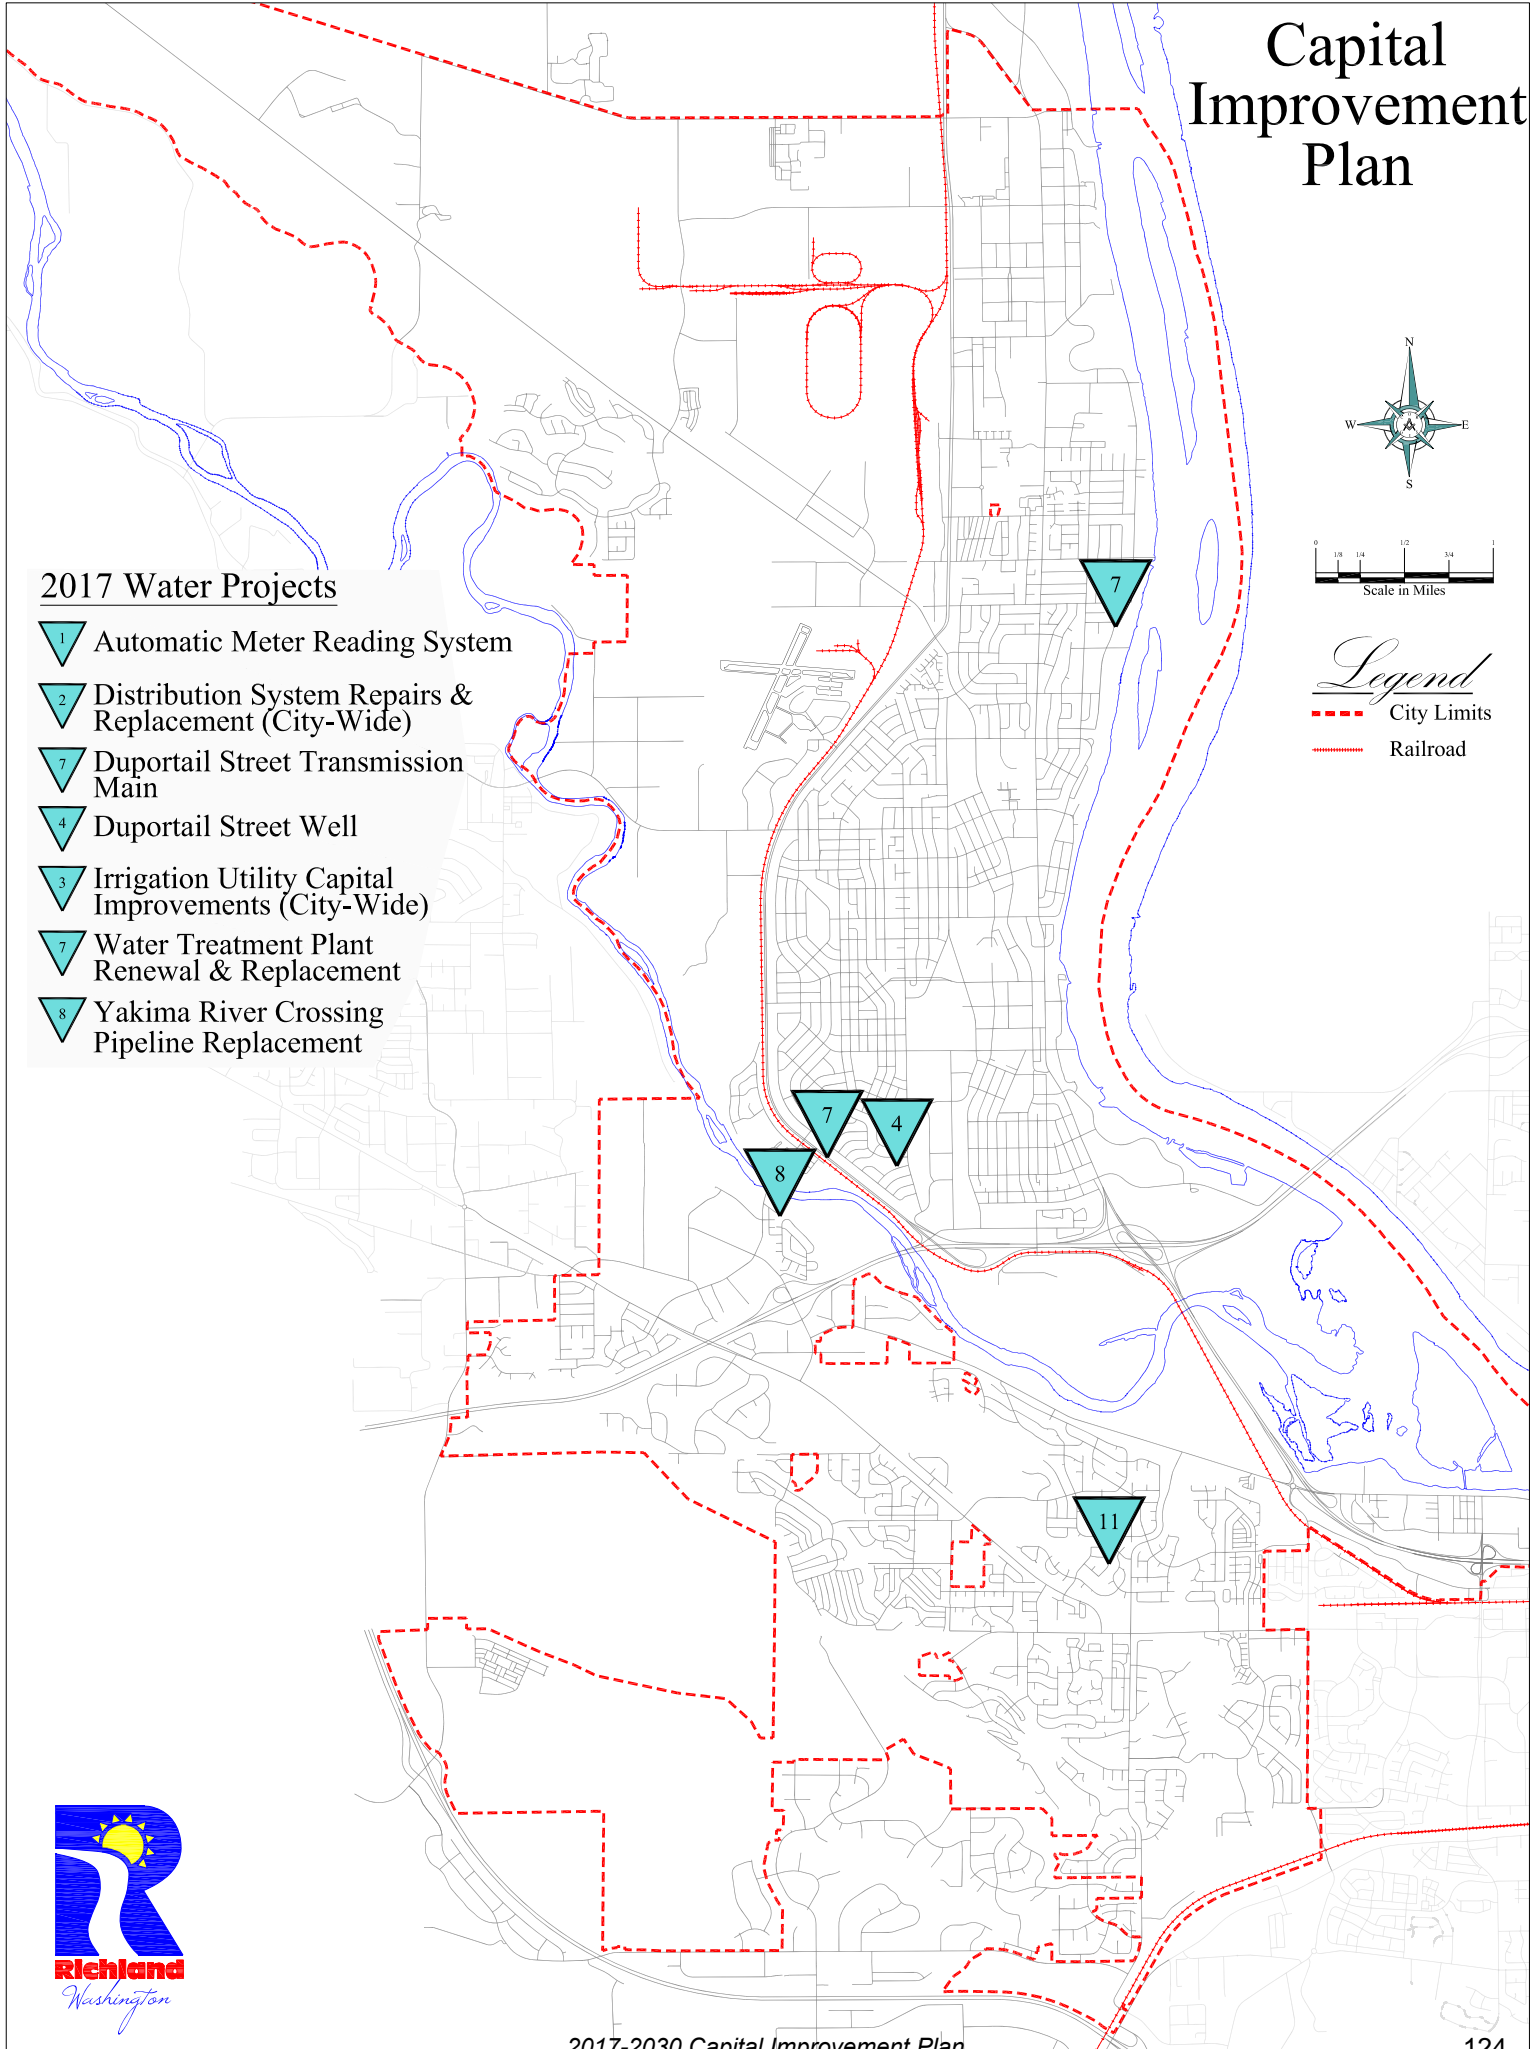 Capital
Improvement
Plan
N
W E
S
0 1/8 1/4 1/2 3/4 1
Scale in Miles
Legend
City Limits
Railroad
2017 Water Projects
1 Automatic Meter Reading System
2 Distribution System Repairs &
Replacement (City-Wide)
7 Duportail Street Transmission
Main
4 Duportail Street Well
3 Irrigation Utility Capital
Improvements (City-Wide)
7 Water Treatment Plant
Renewal & Replacement
8 Yakima River Crossing
Pipeline Replacement
7
7
4
8
11
Richland
Washington
2017-2030 Capital Improvement Plan
124